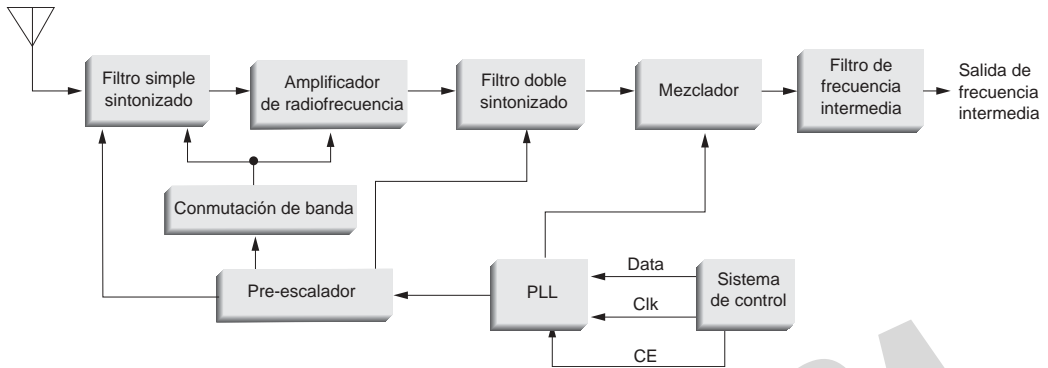 Filtro simple
sintonizado
Amplificador
de radiofrecuencia
Filtro doble
sintonizado
Mezclador
Filtro de
frecuencia
intermedia
Salida de
frecuencia
intermedia
Conmutación de banda
Pre-escalador
PLL
Data
Clk
CE
Sistema
de control